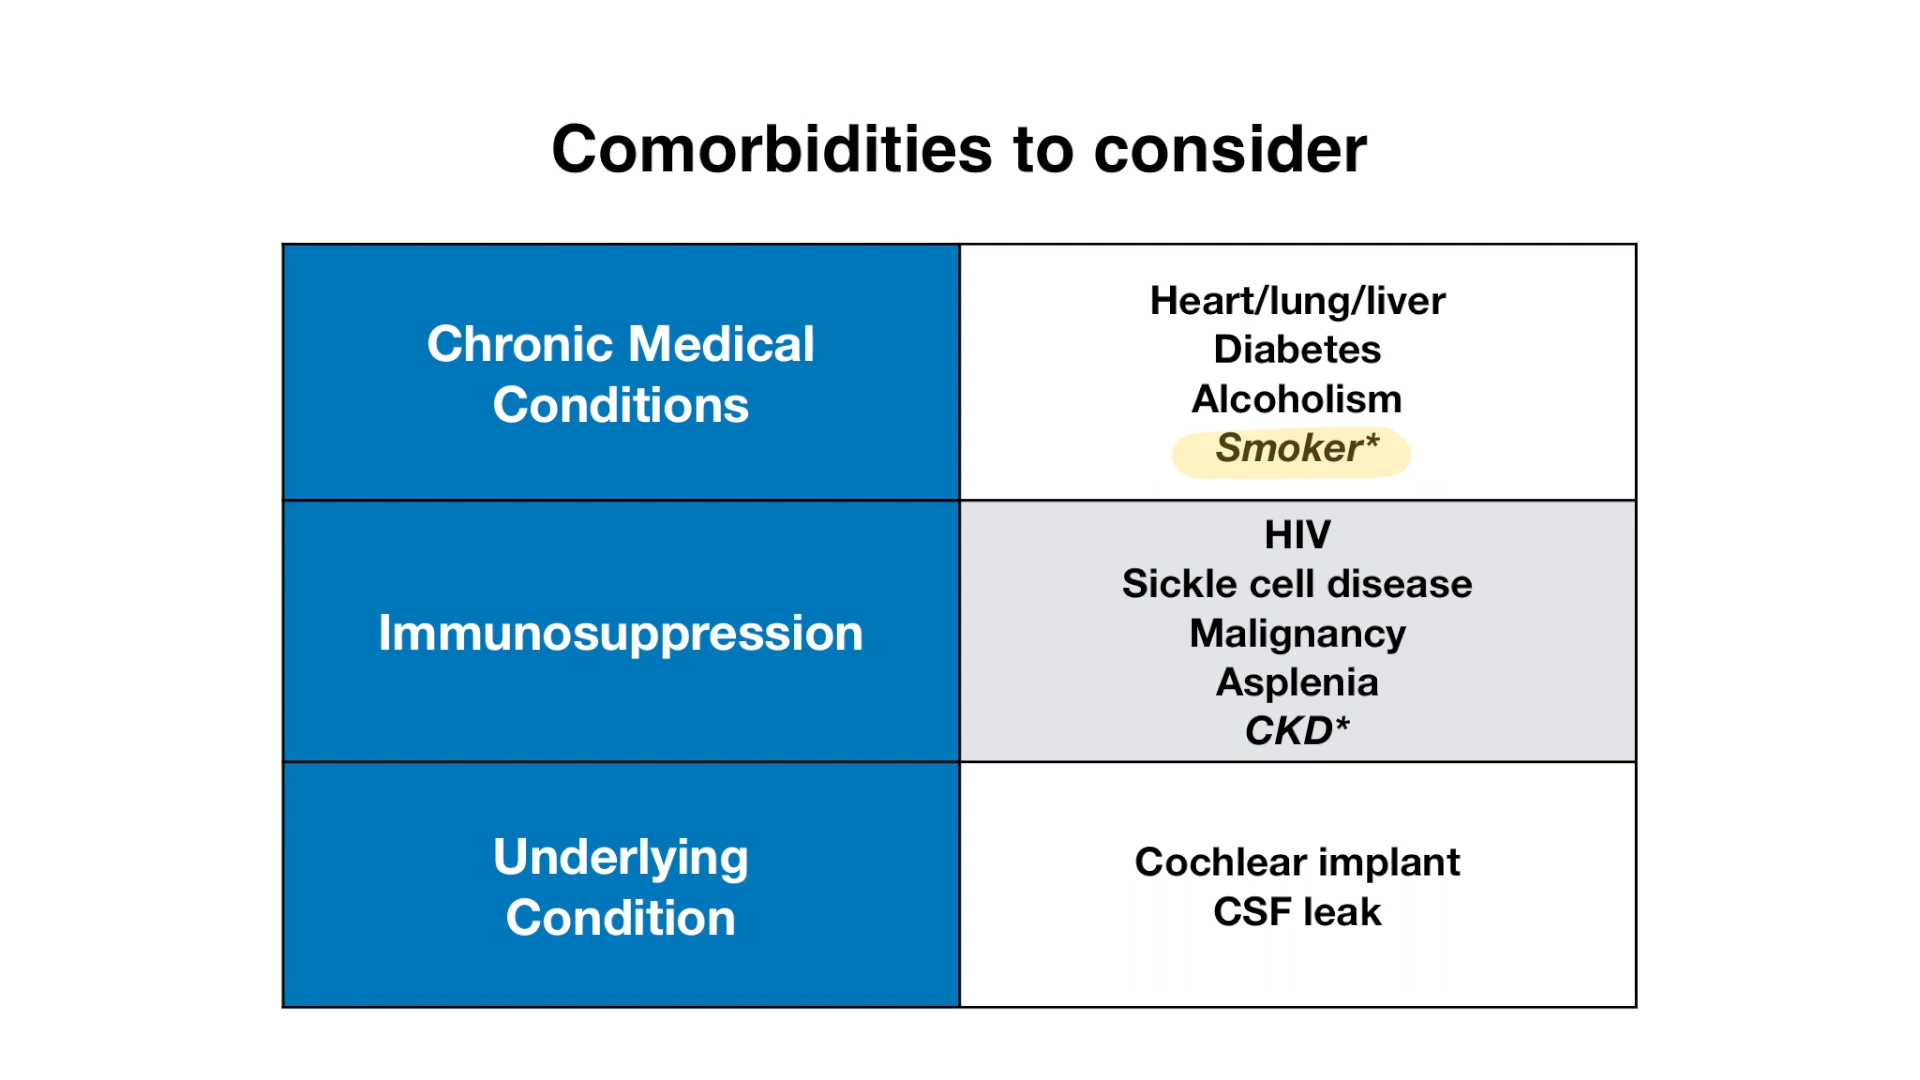 Comorbidities to consider
Chronic Medical
Conditions
Heart/lung/liver
Diabetes
Alcoholism
Smoker*
Immunosuppression
HIV
Sickle cell disease
Malignancy
Asplenia
CKD*
Underlying
Condition
Cochlear implant
CSF leak